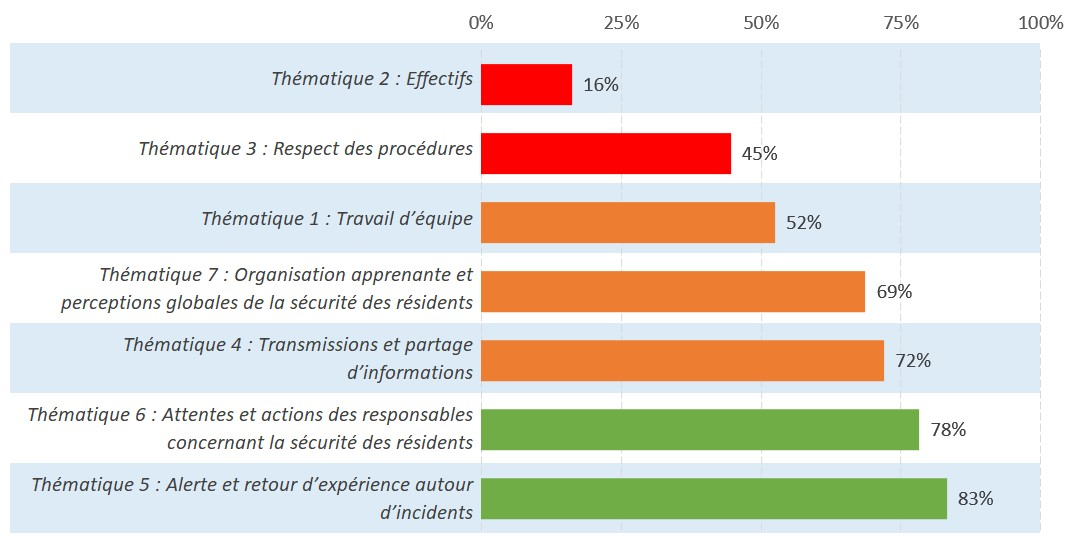 0% 25% 50% 75% 100%
Thématique 2 : Effectifs 16%
Thématique 3 : Respect des procédures 45%
Thématique 1 : Travail d’équipe 52%
Thématique 7 : Organisation apprenante et
perceptions globales de la sécurité des résidents 69%
Thématique 4 : Transmissions et partage
d’informations 72%
Thématique 6 : Attentes et actions des responsables
concernant la sécurité des résidents 78%
Thématique 5 : Alerte et retour d’expérience autour
d’incidents 83%